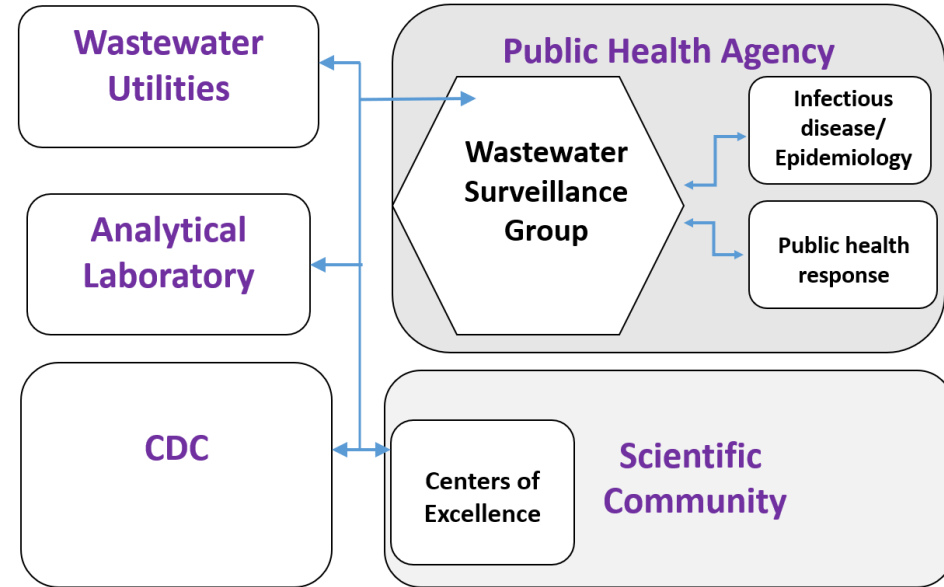 Wastewater
Utilities
Public Health Agency
Wastewater
Surveillance
Group
Infectious
disease/
Epidemiology
Public health
response
Analytical
Laboratory
CDC
Centers of
Excellence
Scientific
Community